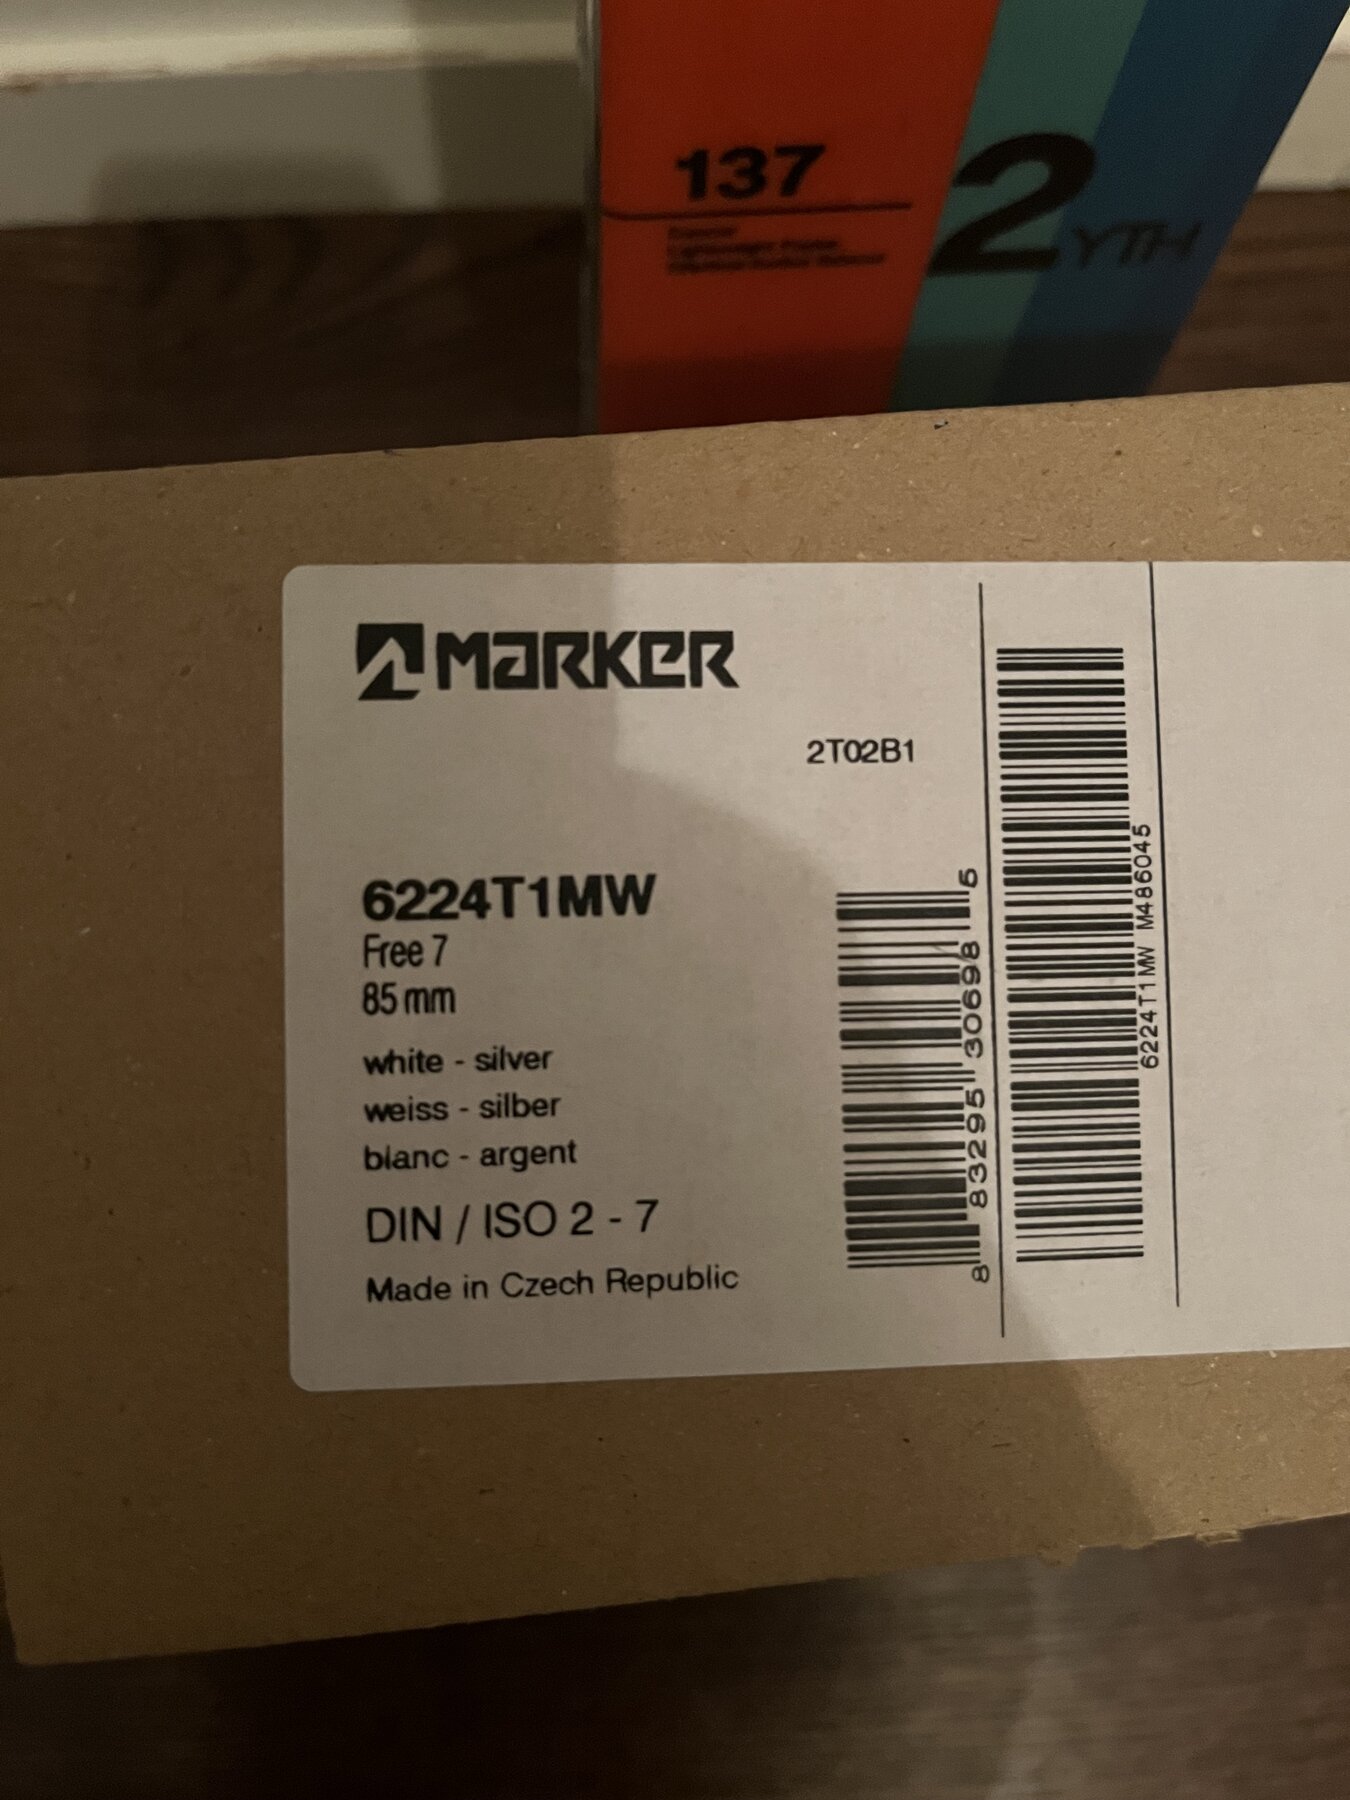 137
2YTH
MARKER
2T02B1
6224T1MW
Free 7
85 mm
white - silver
weiss - silber
blanc - argent
DIN / ISO 2 - 7
Made in Czech Republic
8 83295 30698 5
6224T1MW M486045